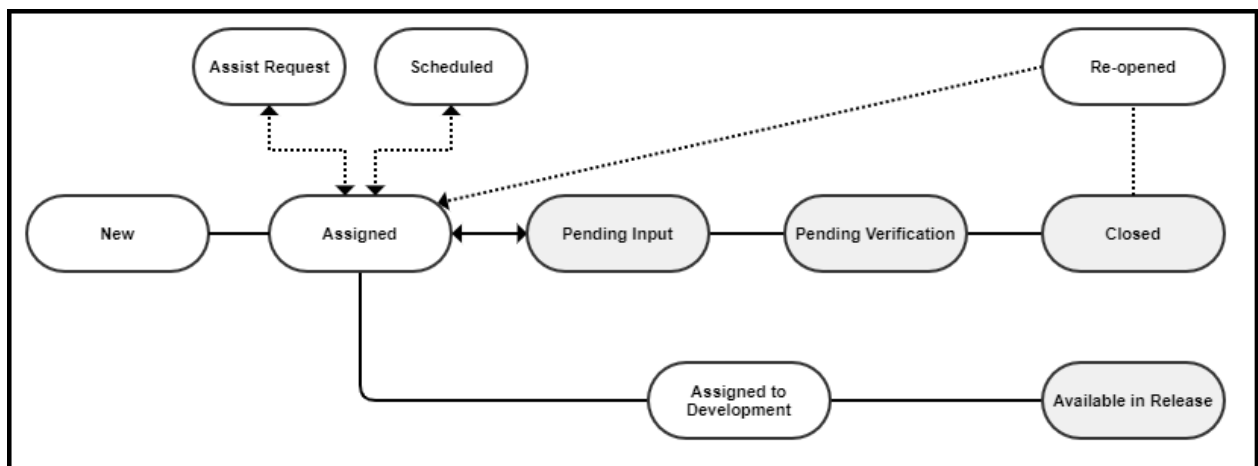 Assist Request
Scheduled
Re-opened
New
Assigned
Pending Input
Pending Verification
Closed
Assigned to
Development
Available in Release